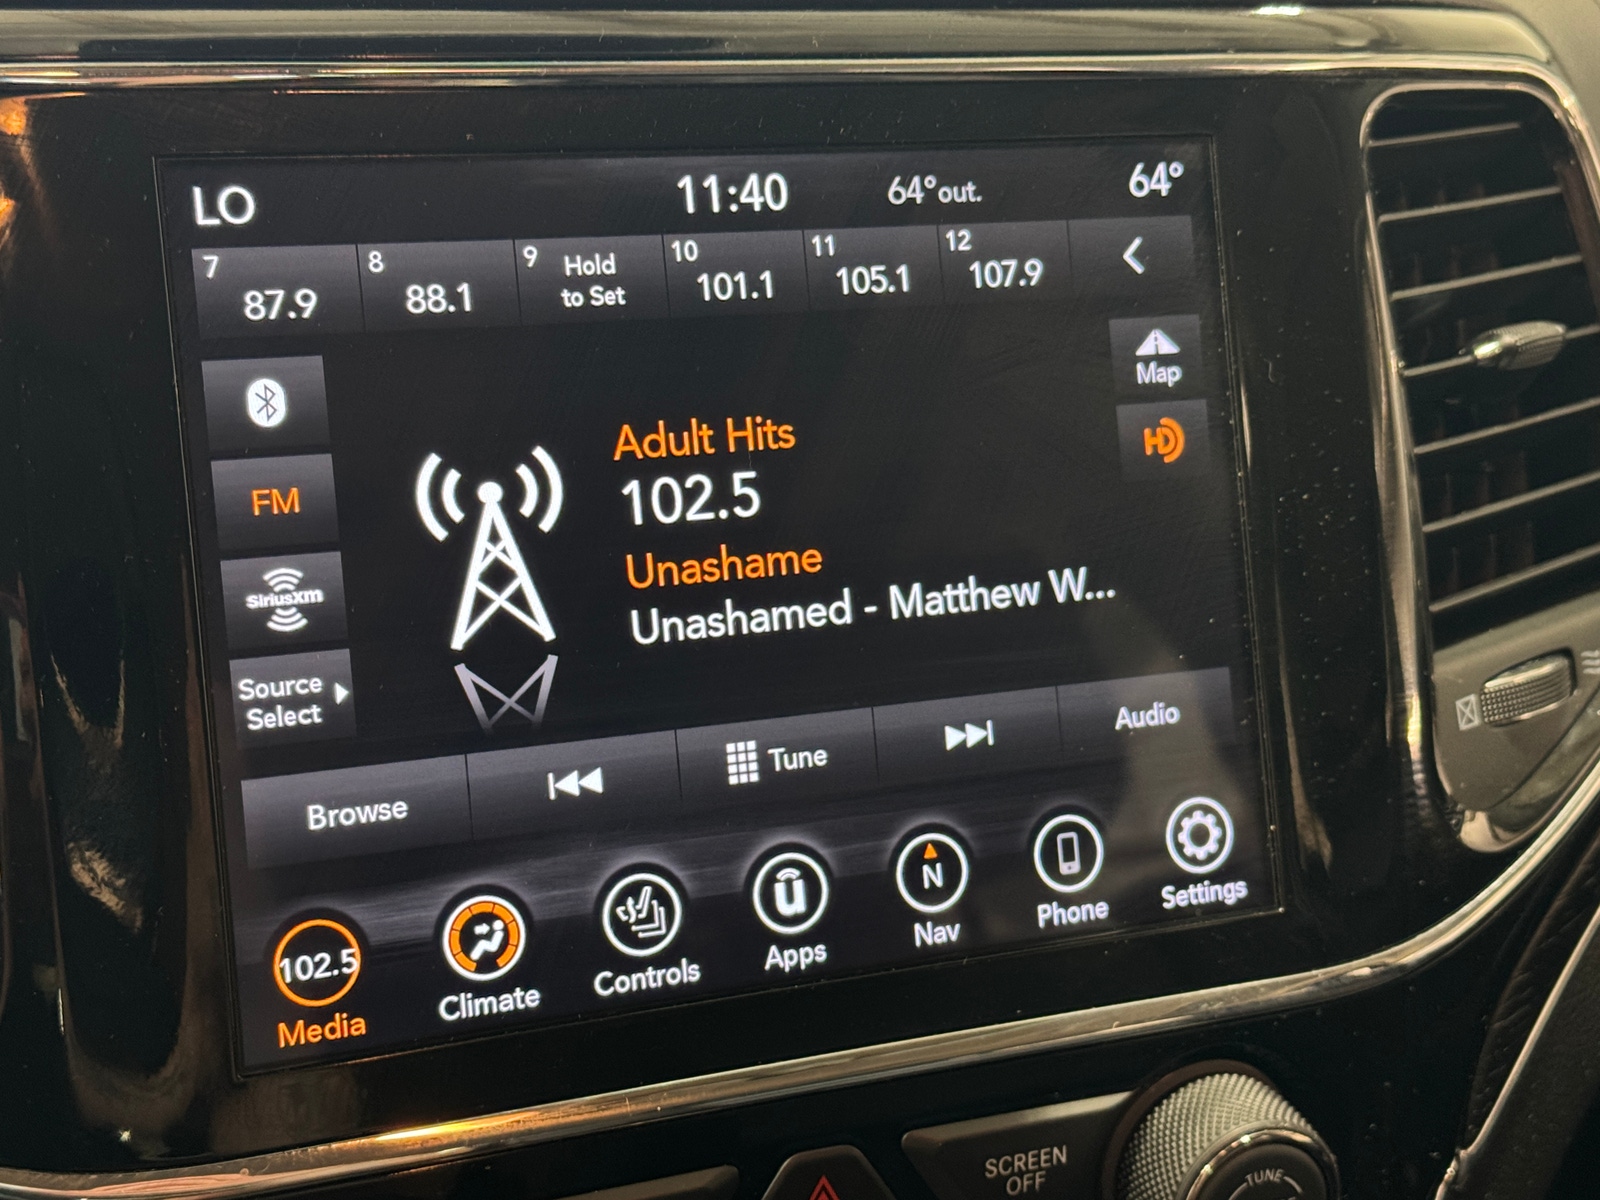 LO 11:40 64°out. 64°
7 87.9 8 88.1 9 Hold to Set 10 101.1 11 105.1 12 107.9
Map
HD
Adult Hits
102.5
Unashame
Unashamed - Matthew W...
FM
SiriusXm
Source
Select
Browse Tune Audio
102.5 N
Media Climate Controls Apps Nav Phone Settings
SCREEN
OFF
TUNE